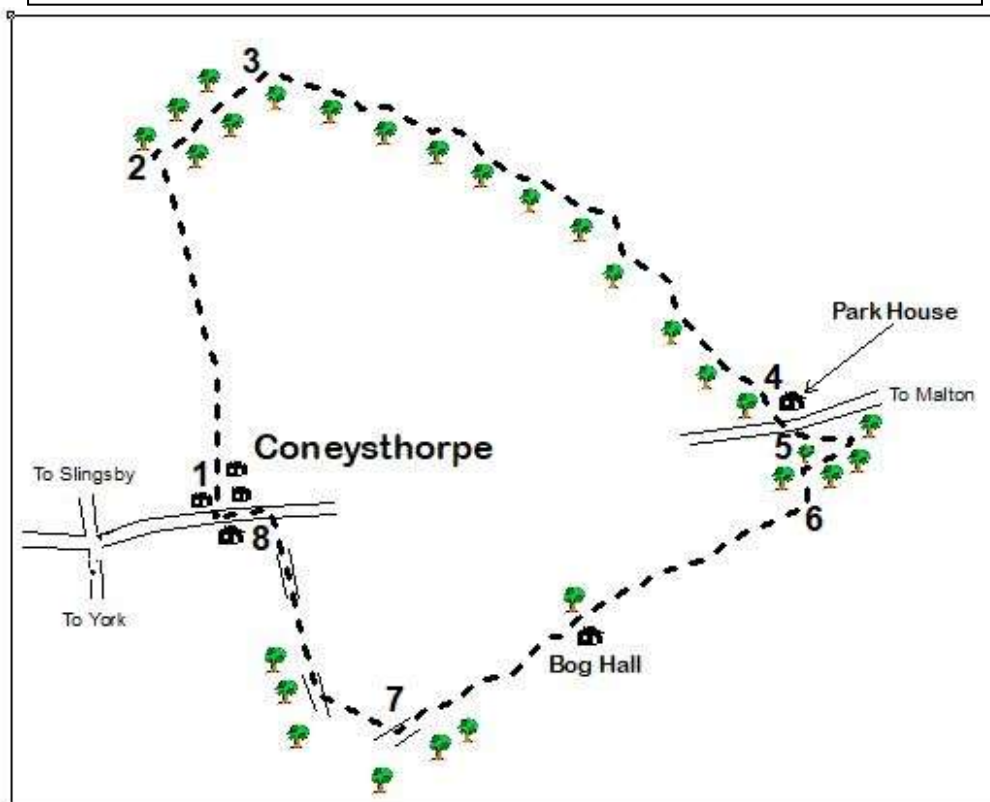 3
2
4
Park House
To Malton
5
Coneysthorpe
1
To Slingsby
8
6
To York
Bog Hall
7